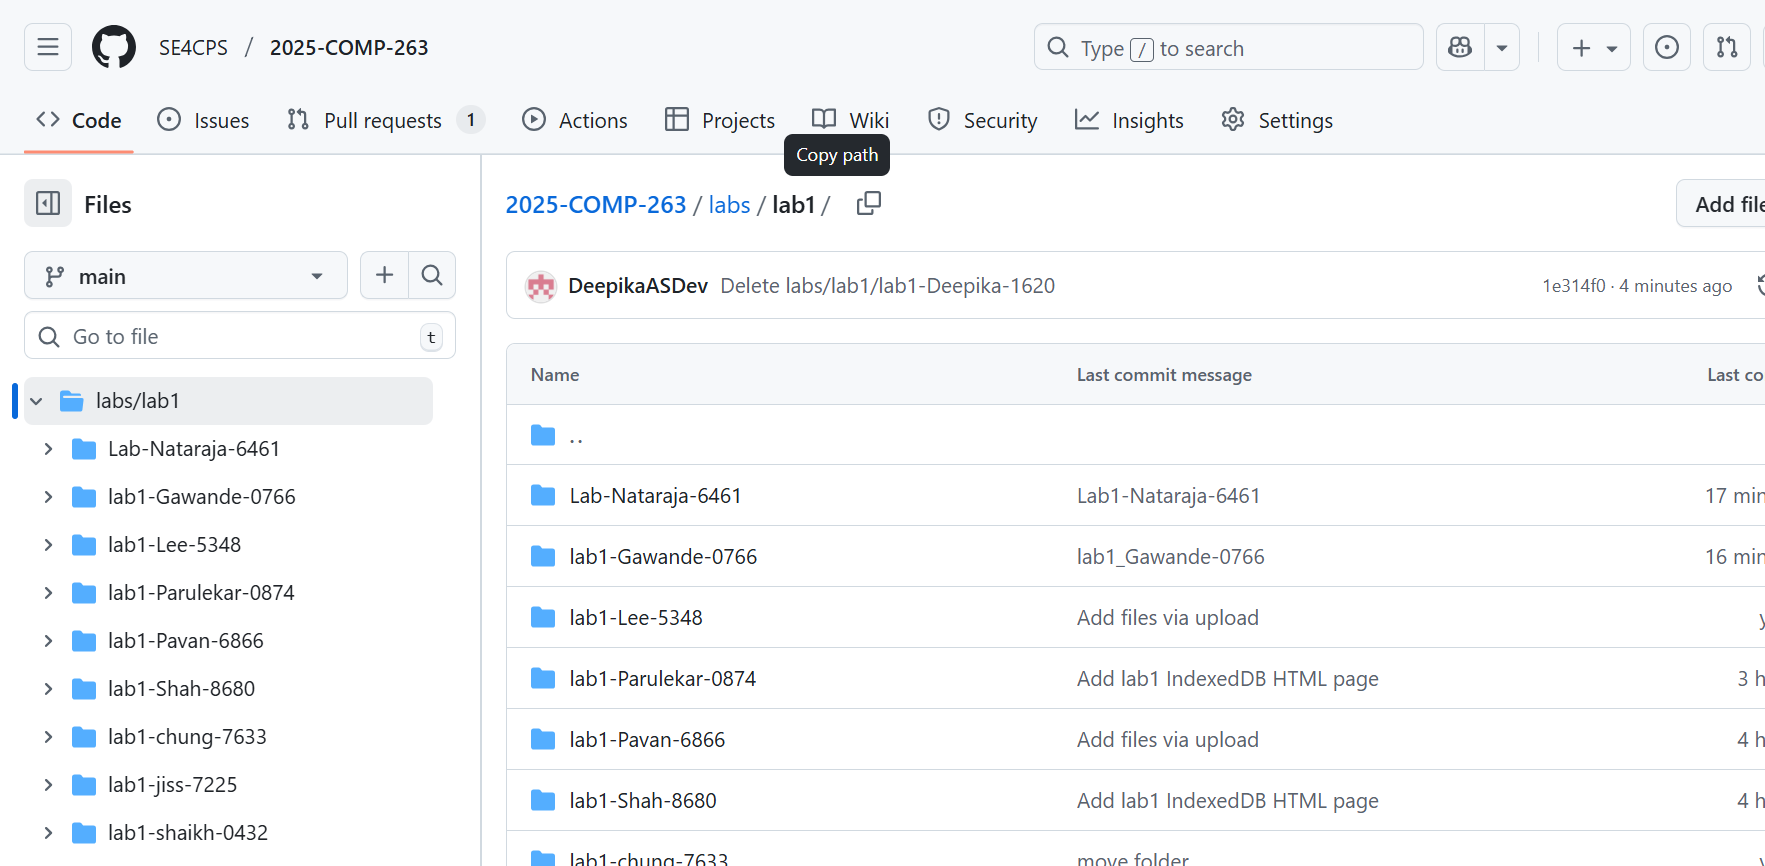 SE4CPS / 2025-COMP-263
Type / to search
Code
Issues
Pull requests 1
Actions
Projects
Wiki
Security
Insights
Settings
Copy path
Files
2025-COMP-263 / labs / lab1 /
Add file
main
DeepikaASDev Delete labs/lab1/lab1-Deepika-1620
1e314f0 · 4 minutes ago
Go to file t
Name Last commit message Last co
labs/lab1
Lab-Nataraja-6461
lab1-Gawande-0766
lab1-Lee-5348
lab1-Parulekar-0874
lab1-Pavan-6866
lab1-Shah-8680
lab1-chung-7633
lab1-jiss-7225
lab1-shaikh-0432
..
Lab-Nataraja-6461 Lab1-Nataraja-6461 17 min
lab1-Gawande-0766 lab1_Gawande-0766 16 min
lab1-Lee-5348 Add files via upload y
lab1-Parulekar-0874 Add lab1 IndexedDB HTML page 3 h
lab1-Pavan-6866 Add files via upload 4 h
lab1-Shah-8680 Add lab1 IndexedDB HTML page 4 h
lab1-chung-7633 move folder